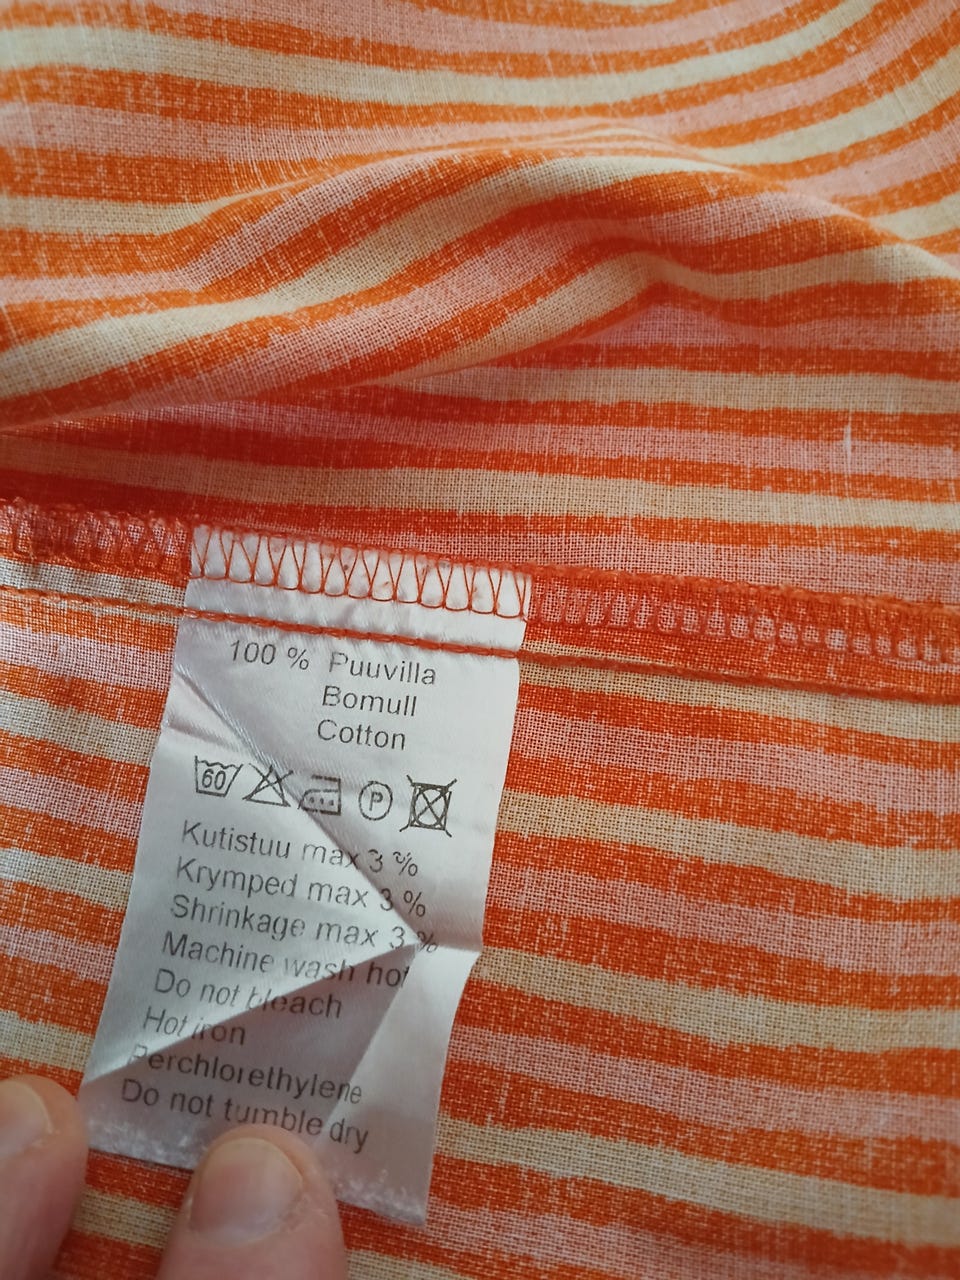 100 % Puuvilla
Bomull
Cotton
60 P
Kutistuu max 3 %
Krymped max 3 %
Shrinkage max 3 %
Machine wash hot
Do not bleach
Hot iron
Perchlorethylene
Do not tumble dry